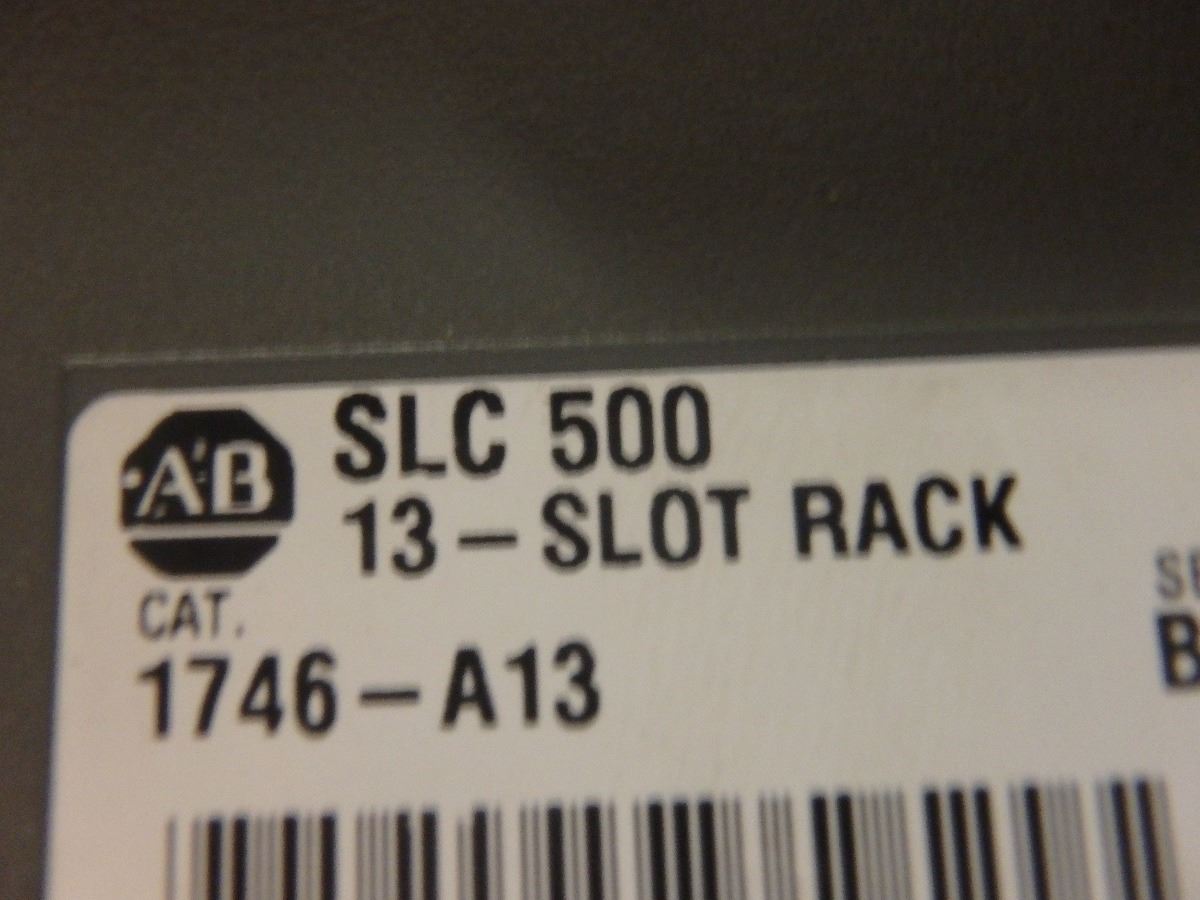 AB
SLC 500
13-SLOT RACK
CAT.
1746-A13
B